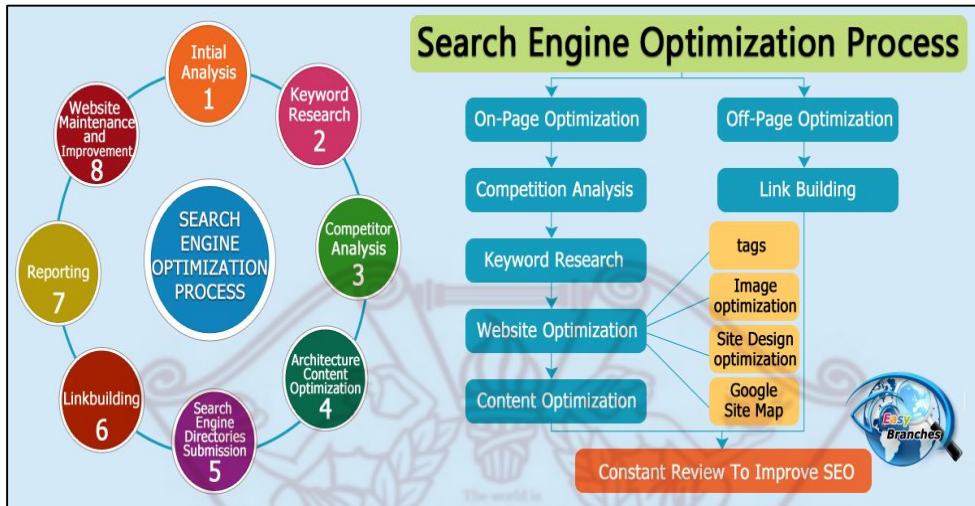 Search Engine Optimization Process
Intial
Analysis
1
Keyword
Research
2
Competitor
Analysis
3
Architecture
Content
Optimization
4
Search
Engine
Directories
Submission
5
Linkbuilding
6
Reporting
7
Website
Maintenance
and
Improvement
8
SEARCH
ENGINE
OPTIMIZATION
PROCESS
On-Page Optimization
Competition Analysis
Keyword Research
Website Optimization
Content Optimization
Off-Page Optimization
Link Building
tags
Image
optimization
Site Design
optimization
Google
Site Map
Constant Review To Improve SEO
Easy
Branches
The world is